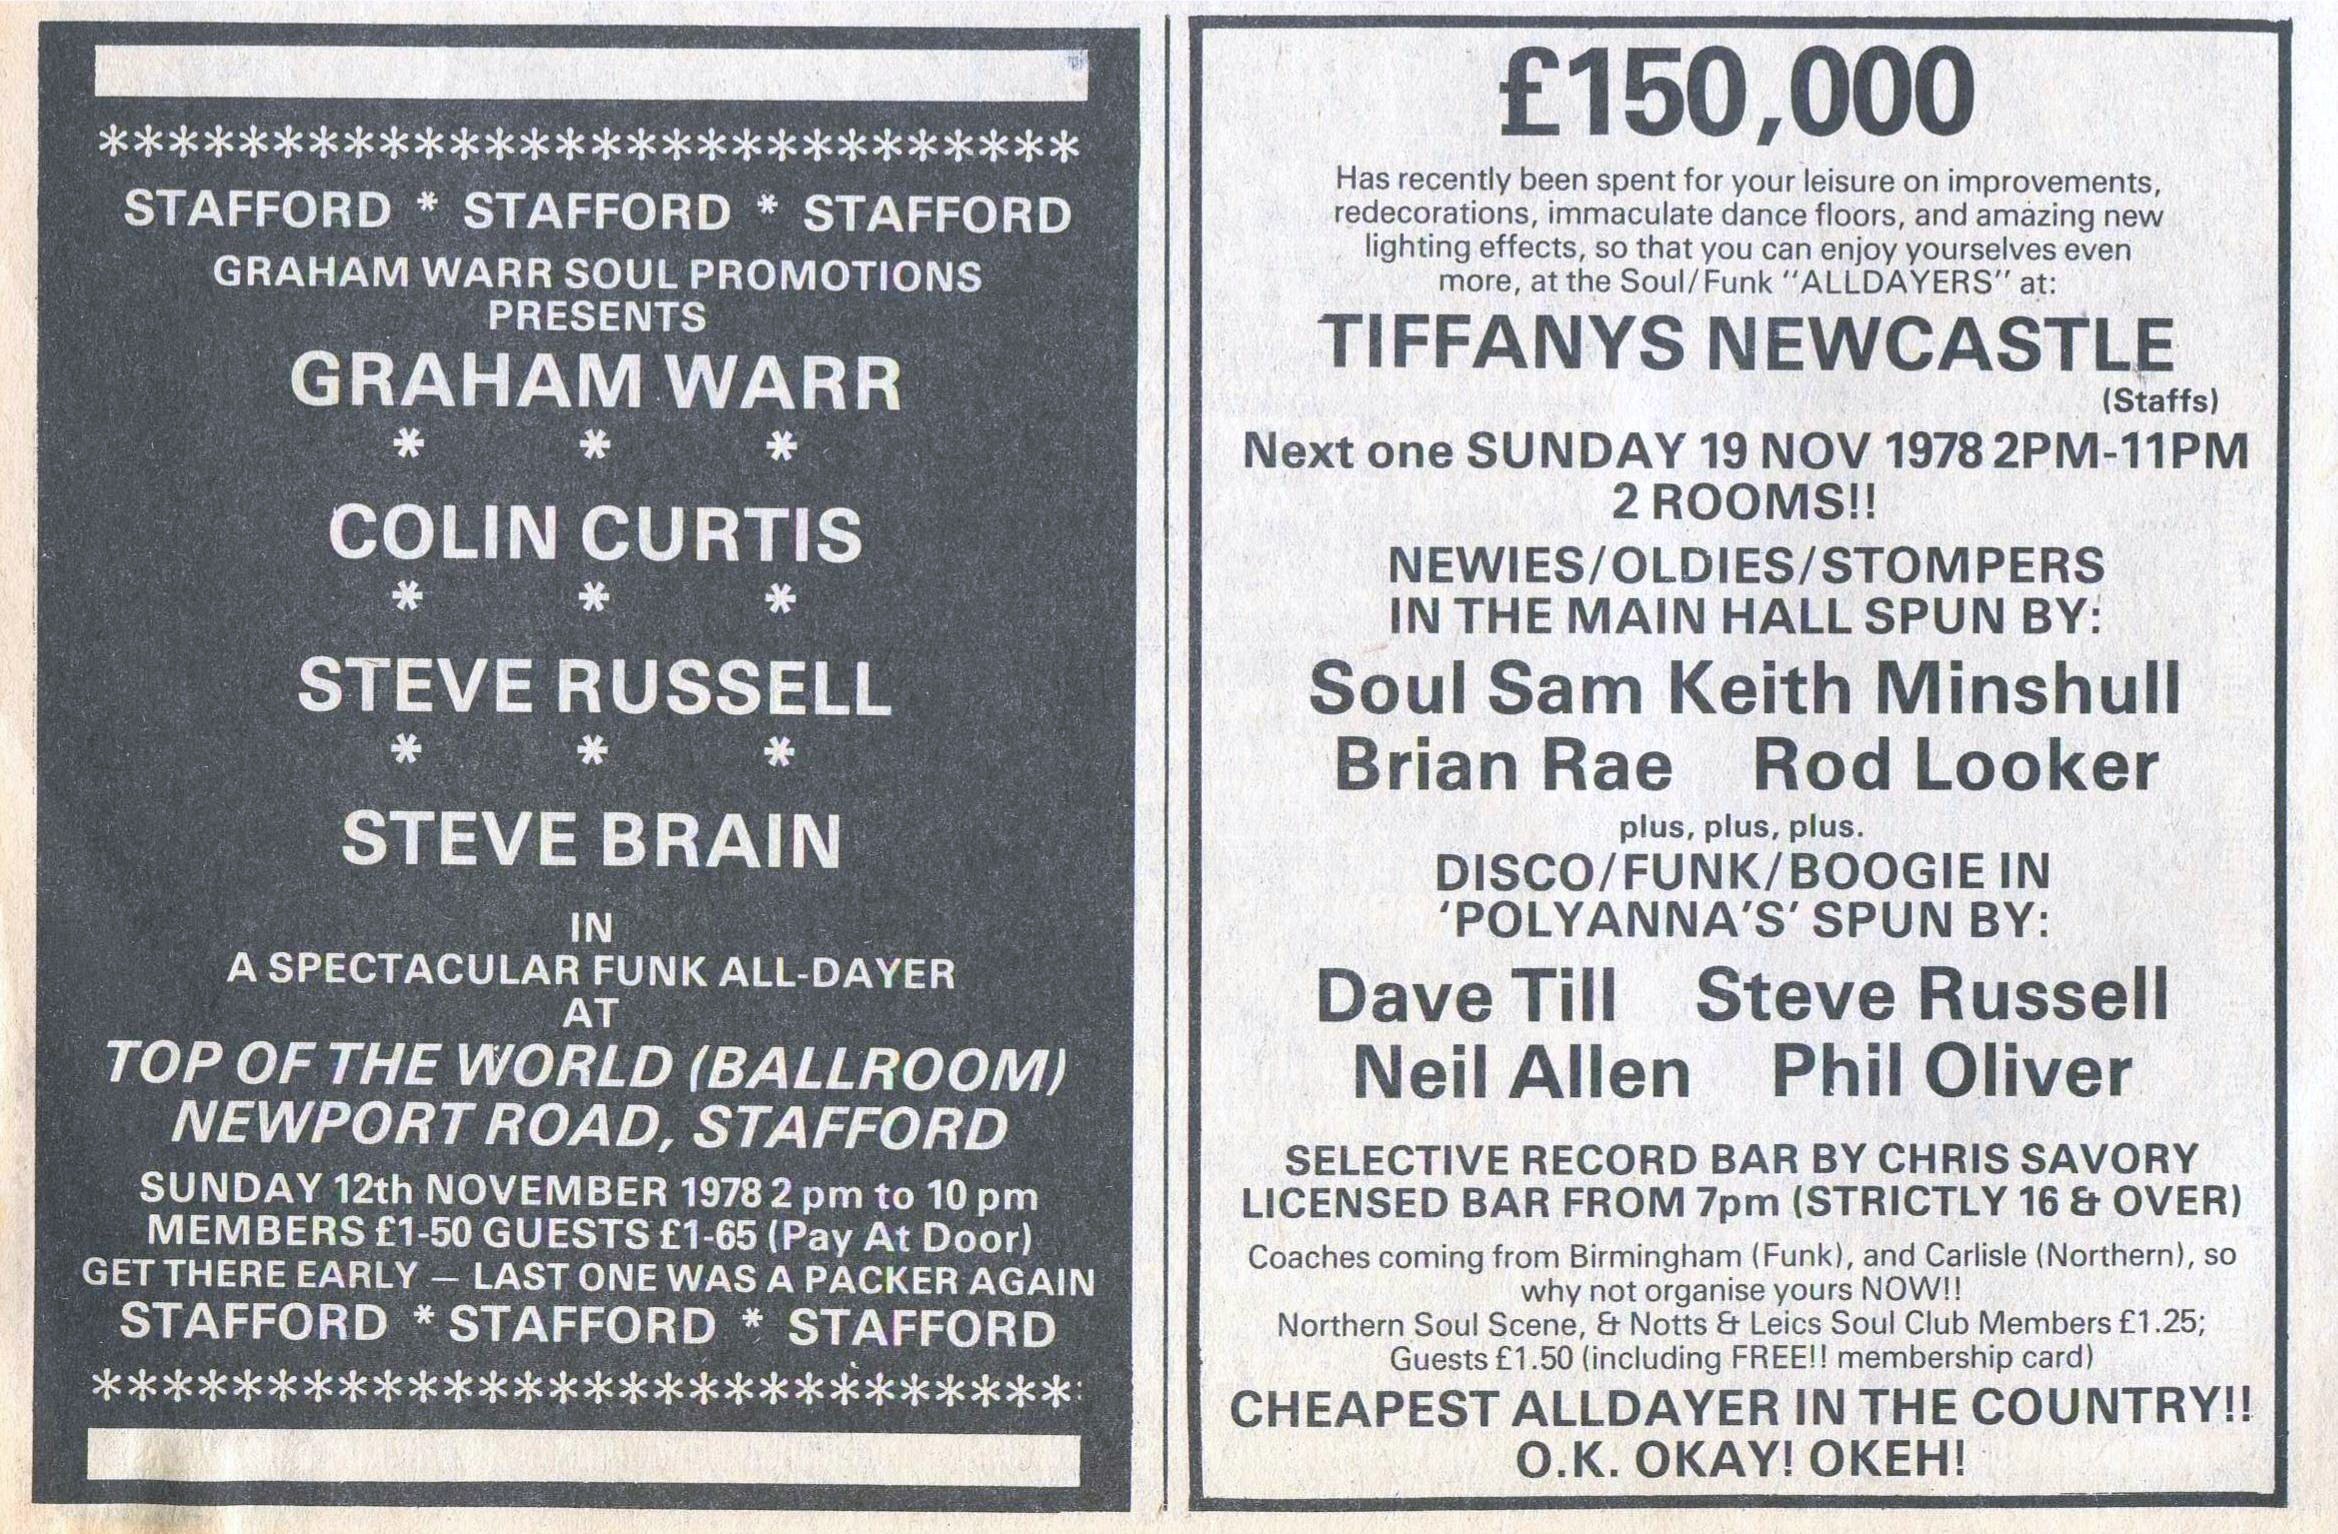 *****************************
STAFFORD * STAFFORD * STAFFORD
GRAHAM WARR SOUL PROMOTIONS
PRESENTS
GRAHAM WARR
* * *
COLIN CURTIS
* * *
STEVE RUSSELL
* * *
STEVE BRAIN
IN
A SPECTACULAR FUNK ALL-DAYER
AT
TOP OF THE WORLD (BALLROOM)
NEWPORT ROAD, STAFFORD
SUNDAY 12th NOVEMBER 1978 2 pm to 10 pm
MEMBERS £1-50 GUESTS £1-65 (Pay At Door)
GET THERE EARLY — LAST ONE WAS A PACKER AGAIN
STAFFORD * STAFFORD * STAFFORD
*****************************
£150,000
Has recently been spent for your leisure on improvements,
redecorations, immaculate dance floors, and amazing new
lighting effects, so that you can enjoy yourselves even
more, at the Soul/Funk "ALLDAYERS" at:
TIFFANYS NEWCASTLE
(Staffs)
Next one SUNDAY 19 NOV 1978 2PM-11PM
2 ROOMS!!
NEWIES/OLDIES/STOMPERS
IN THE MAIN HALL SPUN BY:
Soul Sam Keith Minshull
Brian Rae Rod Looker
plus, plus, plus.
DISCO/FUNK/BOOGIE IN
'POLYANNA'S' SPUN BY:
Dave Till Steve Russell
Neil Allen Phil Oliver
SELECTIVE RECORD BAR BY CHRIS SAVORY
LICENSED BAR FROM 7pm (STRICTLY 16 & OVER)
Coaches coming from Birmingham (Funk), and Carlisle (Northern), so
why not organise yours NOW!!
Northern Soul Scene, & Notts & Leics Soul Club Members £1.25;
Guests £1.50 (including FREE!! membership card)
CHEAPEST ALLDAYER IN THE COUNTRY!!
O.K. OKAY! OKEH!